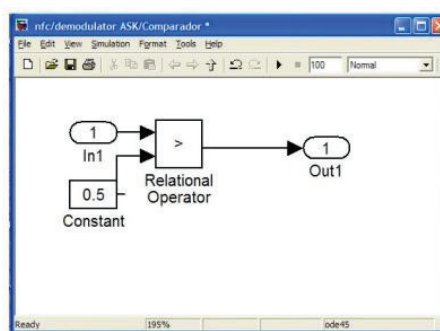 nfc/demodulator ASK/Comparador *
File Edit View Simulation Format Tools Help
100 Normal
1
In1
>
Relational
Operator
1
Out1
0.5
Constant
Ready 195% ode45